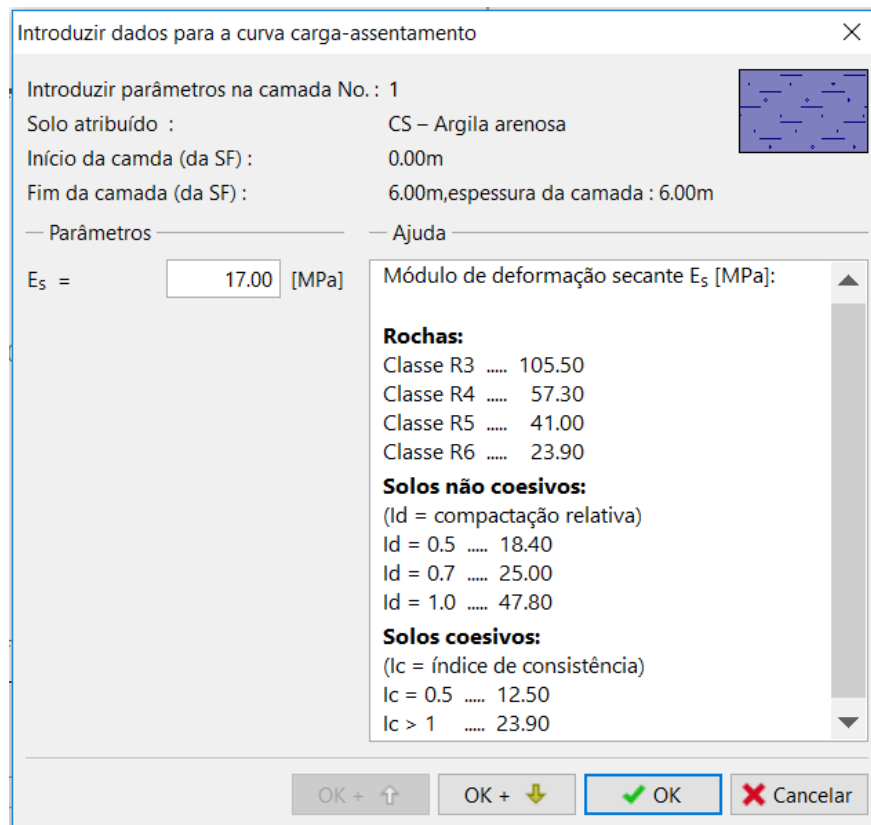 Introduzir dados para a curva carga-assentamento
Introduzir parâmetros na camada No. : 1
Solo atribuído : CS – Argila arenosa
Início da camda (da SF) : 0.00m
Fim da camada (da SF) : 6.00m,espessura da camada : 6.00m
Parâmetros
E_s = 17.00 [MPa]
Ajuda
Módulo de deformação secante E_s [MPa]:
Rochas:
Classe R3 ..... 105.50
Classe R4 ..... 57.30
Classe R5 ..... 41.00
Classe R6 ..... 23.90
Solos não coesivos:
(Id = compactação relativa)
Id = 0.5 ..... 18.40
Id = 0.7 ..... 25.00
Id = 1.0 ..... 47.80
Solos coesivos:
(Ic = índice de consistência)
Ic = 0.5 ..... 12.50
Ic > 1 ..... 23.90
OK + OK + OK Cancelar